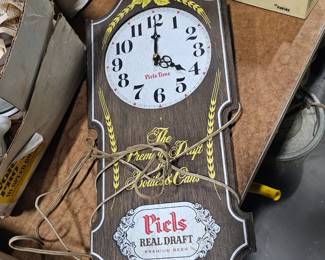 12
11
1
10
2
9
3
8
4
7
5
6
Piels Time
The
Premium Draft
in
Bottles & Cans
Piels
REAL DRAFT
PREMIUM BEER